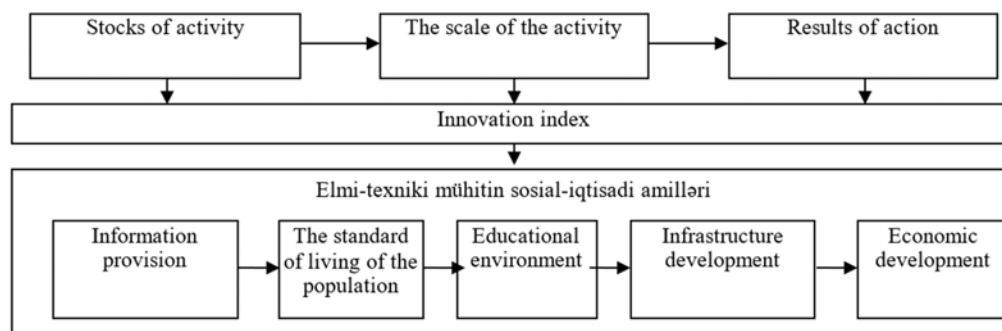 Stocks of activity
The scale of the activity
Results of action
Innovation index
Elmi-texniki mühitin sosial-iqtisadi amilləri
Information
provision
The standard
of living of the
population
Educational
environment
Infrastructure
development
Economic
development